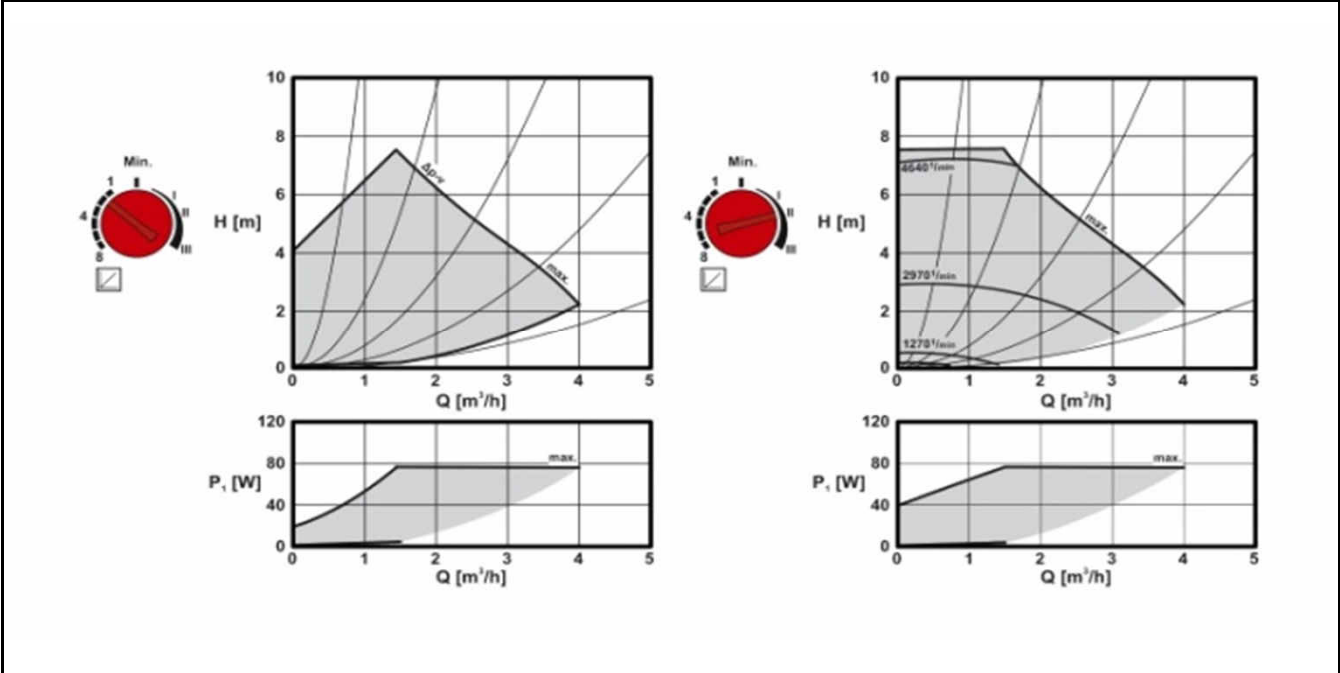 Min.
1
4
8
I
II
III
H [m]
10
8
6
4
2
0
Δp-v
max.
0 1 2 3 4 5
Q [m³/h]
P₁ [W]
120
80
40
0
max.
0 1 2 3 4 5
Q [m³/h]
Min.
1
4
8
I
II
III
H [m]
10
8
6
4
2
0
4640¹/min
max.
2970¹/min
1270¹/min
0 1 2 3 4 5
Q [m³/h]
P₁ [W]
120
80
40
0
max.
0 1 2 3 4 5
Q [m³/h]